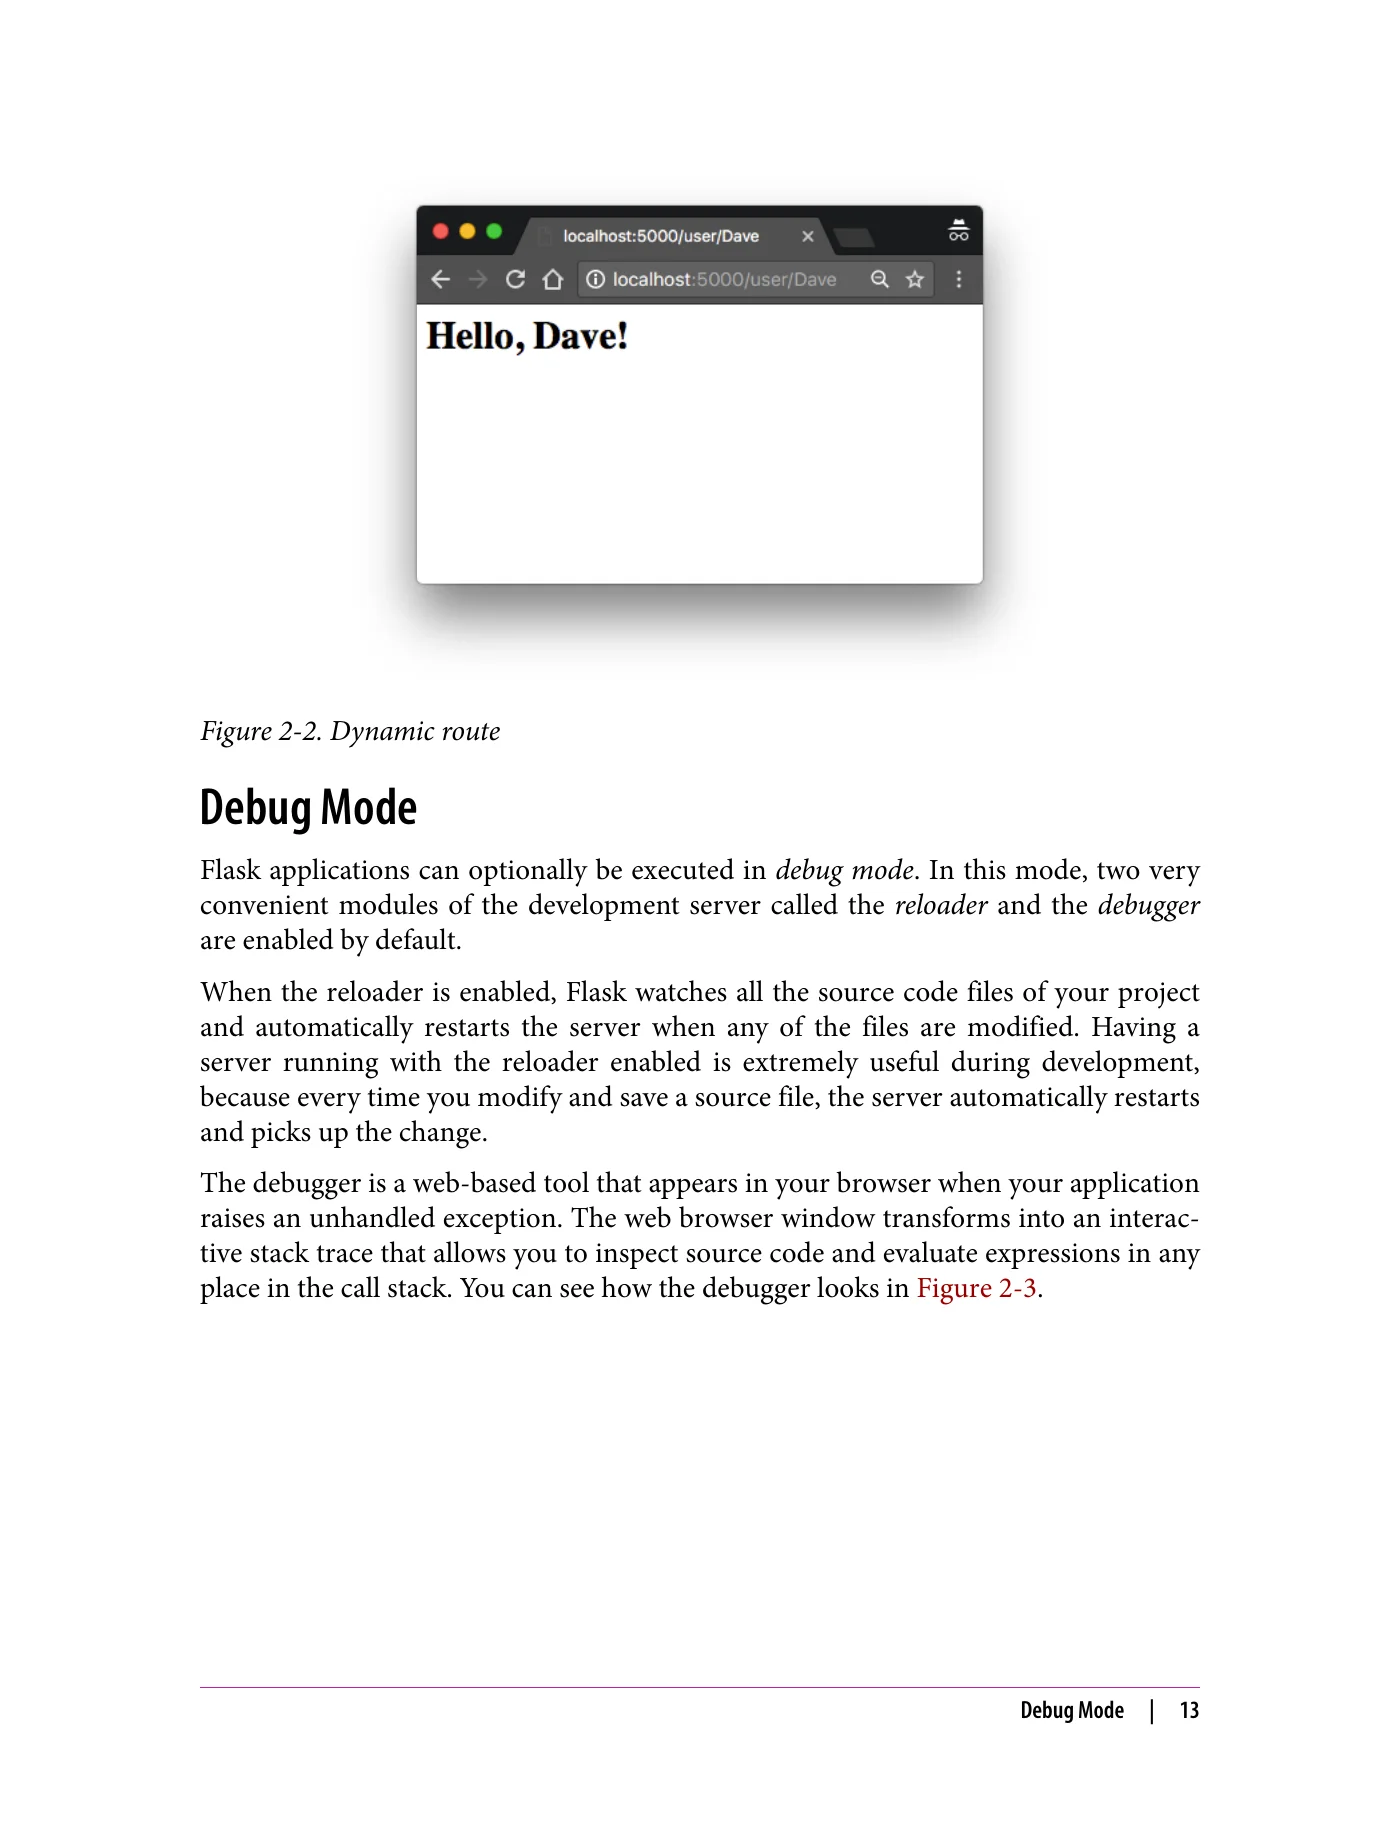 localhost:5000/user/Dave
localhost:5000/user/Dave
Hello, Dave!
Figure 2-2. Dynamic route
Debug Mode
Flask applications can optionally be executed in debug mode. In this mode, two very
convenient modules of the development server called the reloader and the debugger
are enabled by default.
When the reloader is enabled, Flask watches all the source code files of your project
and automatically restarts the server when any of the files are modified. Having a
server running with the reloader enabled is extremely useful during development,
because every time you modify and save a source file, the server automatically restarts
and picks up the change.
The debugger is a web-based tool that appears in your browser when your application
raises an unhandled exception. The web browser window transforms into an interac-
tive stack trace that allows you to inspect source code and evaluate expressions in any
place in the call stack. You can see how the debugger looks in Figure 2-3.
Debug Mode | 13